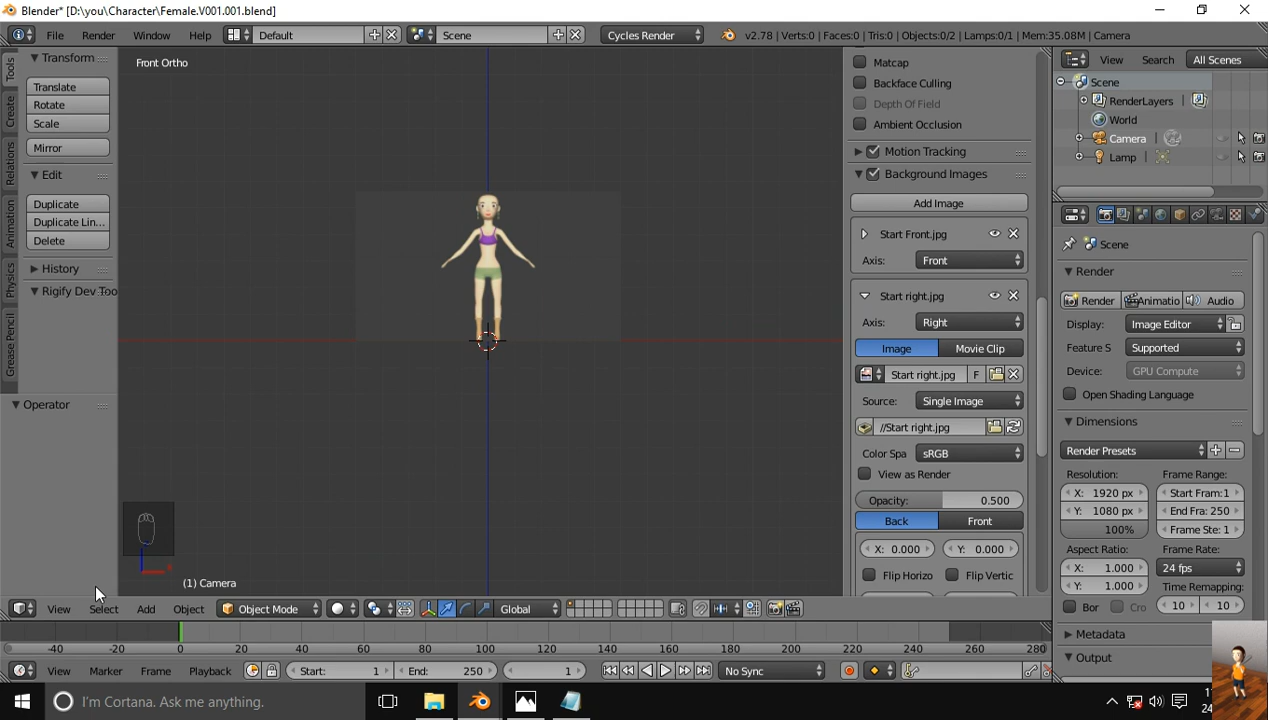 Blender* [D:\you\Character\Female.V001.001.blend]
File Render Window Help Default Scene Cycles Render v2.78 | Verts:0 | Faces:0 | Tris:0 | Objects:0/2 | Lamps:0/1 | Mem:35.08M | Camera
Tools
Create
Relations
Animation
Physics
Grease Pencil
Transform
Translate
Rotate
Scale
Mirror
Edit
Duplicate
Duplicate Lin...
Delete
History
Rigify Dev Too
Operator
Front Ortho
(1) Camera
Matcap
Backface Culling
Depth Of Field
Ambient Occlusion
Motion Tracking
Background Images
Add Image
Start Front.jpg
Axis: Front
Start right.jpg
Axis: Right
Image Movie Clip
Start right.jpg F
Source: Single Image
//Start right.jpg
Color Spa sRGB
View as Render
Opacity: 0.500
Back Front
X: 0.000 Y: 0.000
Flip Horizo Flip Vertic
View Search All Scenes
Scene
RenderLayers
World
Camera
Lamp
Scene
Render
Render Animatio Audio
Display: Image Editor
Feature S Supported
Device: GPU Compute
Open Shading Language
Dimensions
Render Presets
Resolution: Frame Range:
X: 1920 px Start Fram:1
Y: 1080 px End Fra: 250
100% Frame Ste: 1
Aspect Ratio: Frame Rate:
X: 1.000 24 fps
Y: 1.000 Time Remapping:
Bor Cro 10 10
Metadata
Output
View Select Add Object Object Mode Global
-40 -20 0 20 40 60 80 100 120 140 160 180 200 220 240 260 280
View Marker Frame Playback Start: 1 End: 250 1 No Sync
I'm Cortana. Ask me anything.